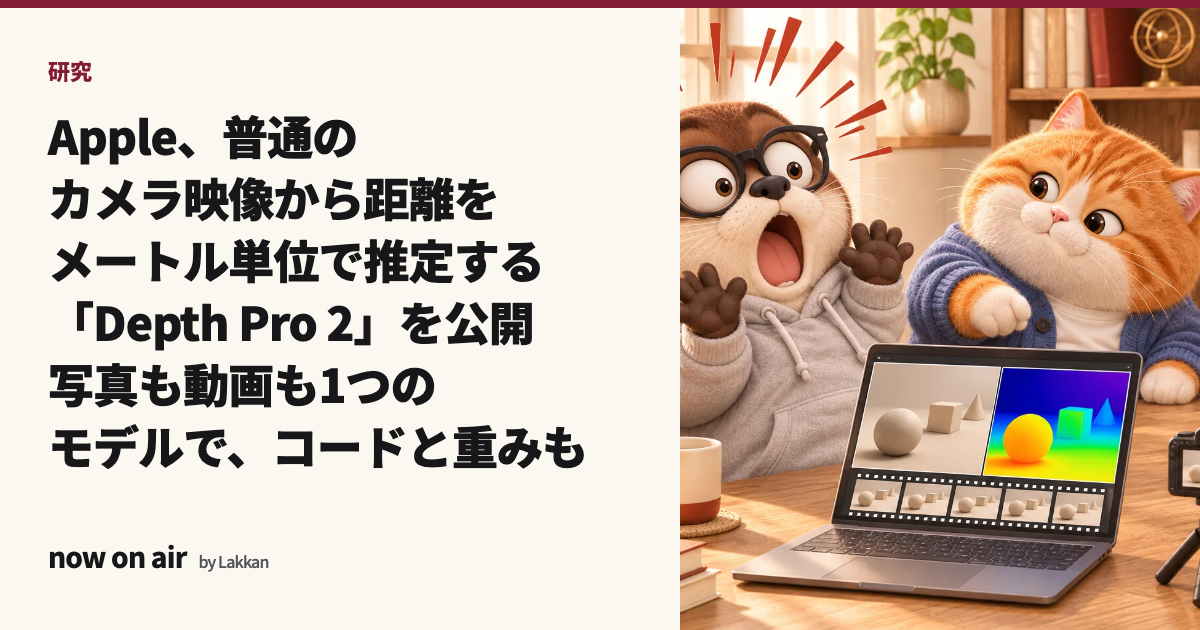 研究
Apple、普通の
カメラ映像から距離を
メートル単位で推定する
「Depth Pro 2」を公開
写真も動画も1つの
モデルで、コードと重みも
now on air by Lakkan